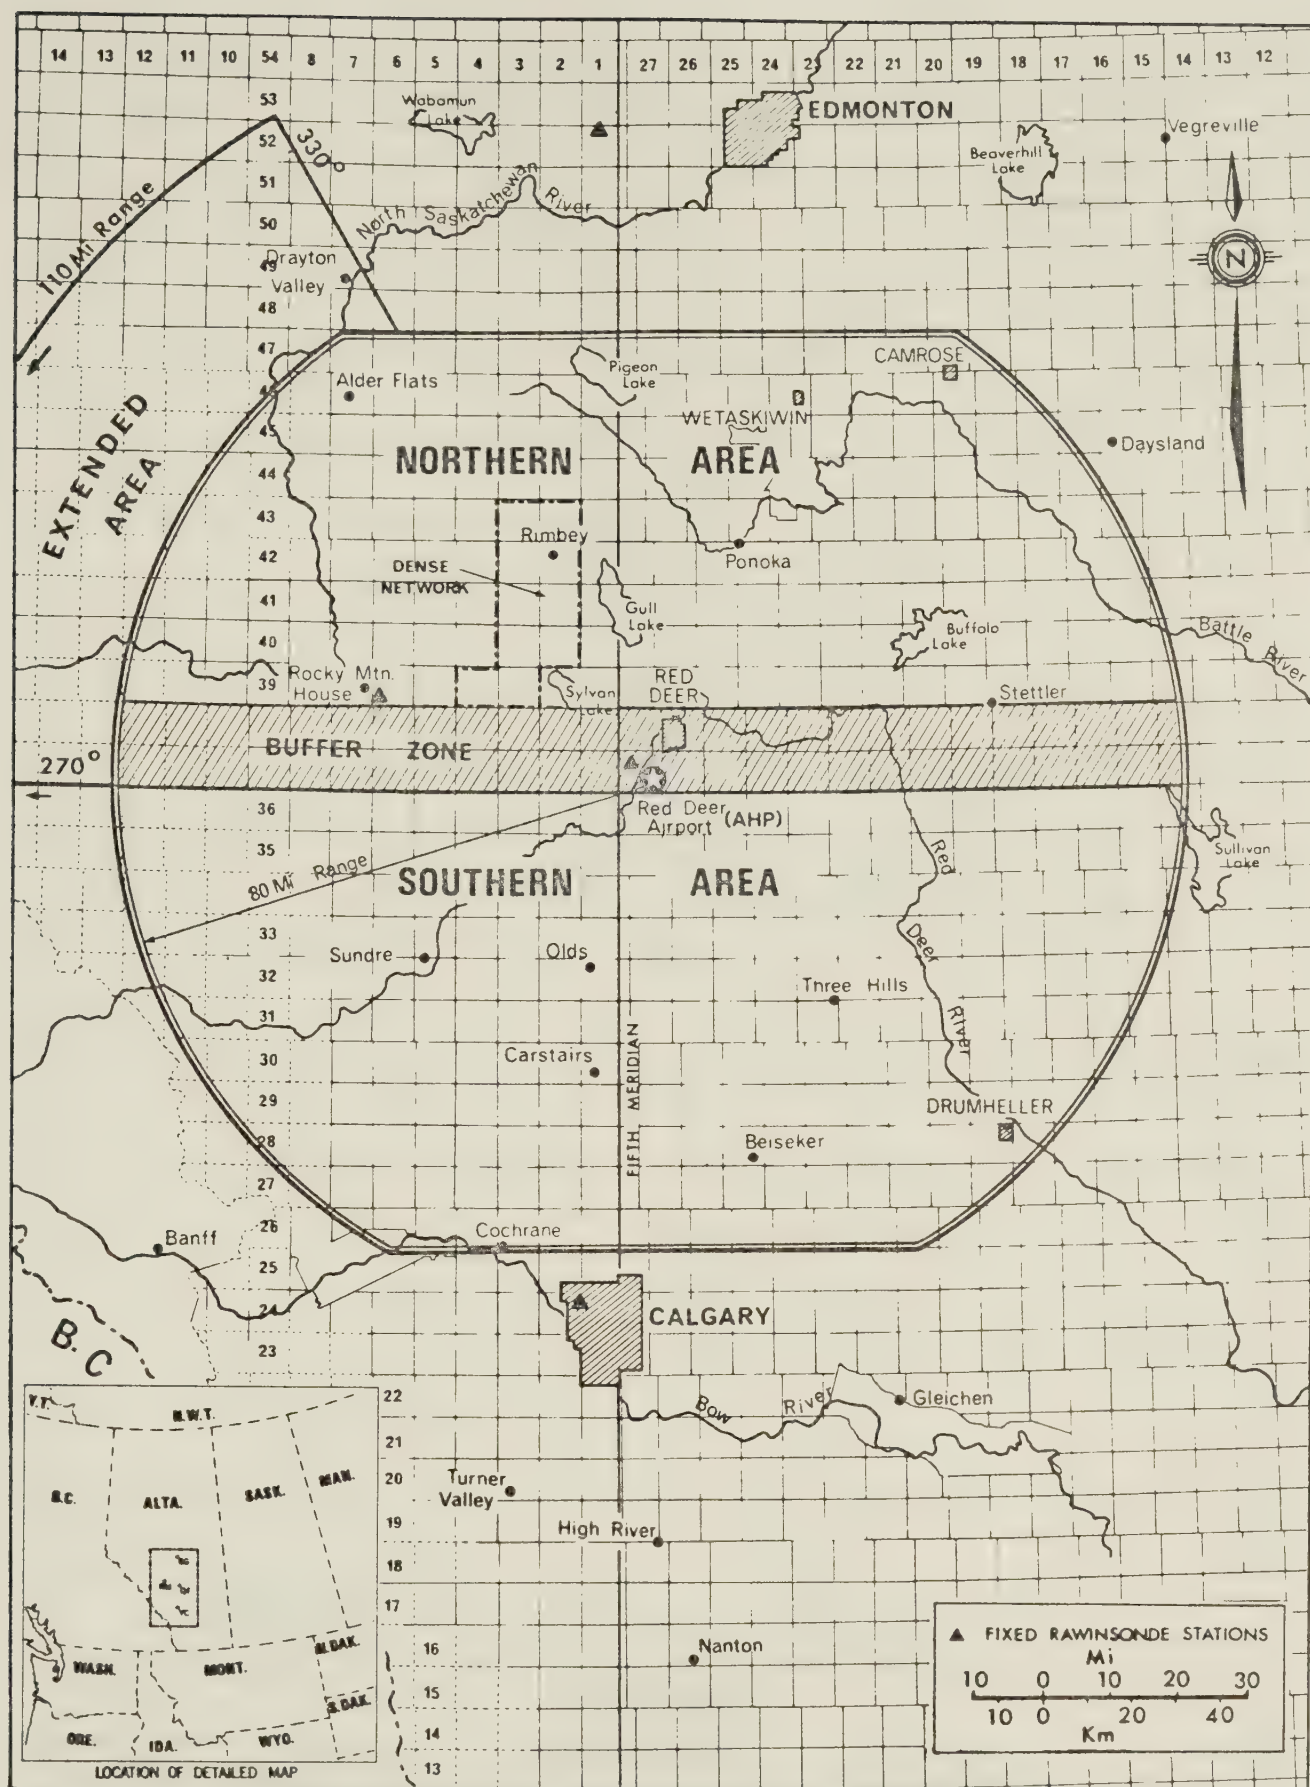 14 13 12 11 10 54 8 7 6 5 4 3 2 1 27 26 25 24 23 22 21 20 19 18 17 16 15 14 13 12
53
52
51
50
49
48
47
46
45
44
43
42
41
40
39
36
35
33
32
31
30
29
28
27
26
25
24
23
22
21
20
19
18
17
16
15
14
13
Wabamun
Lake
EDMONTON
Vegreville
Beaverhill
Lake
330°
110 Mi Range
North Saskatchewan River
Drayton
Valley
N
EXTENDED
AREA
Alder Flats
Pigeon
Lake
CAMROSE
WETASKIWIN
Daysland
NORTHERN AREA
Rimbey
DENSE
NETWORK
Ponoka
Gull
Lake
Buffalo
Lake
Battle River
Rocky Mtn.
House
Sylvan
Lake
RED
DEER
Stettler
BUFFER ZONE
270°
Red Deer
Airport (AHP)
80 Mi Range
SOUTHERN AREA
Red Deer River
Sullivan
Lake
Sundre
Olds
Three Hills
Carstairs
FIFTH MERIDIAN
DRUMHELLER
Beiseker
Banff
Cochrane
B.C
CALGARY
Bow River
Gleichen
Turner
Valley
High River
Nanton
Y.T.
N.W.T.
B.C.
ALTA.
SASK.
MAN.
WASH.
MONT.
N.DAK.
S.DAK.
ORE.
IDA.
WYO.
LOCATION OF DETAILED MAP
FIXED RAWINSONDE STATIONS
Mi
10 0 10 20 30
10 0 20 40
Km